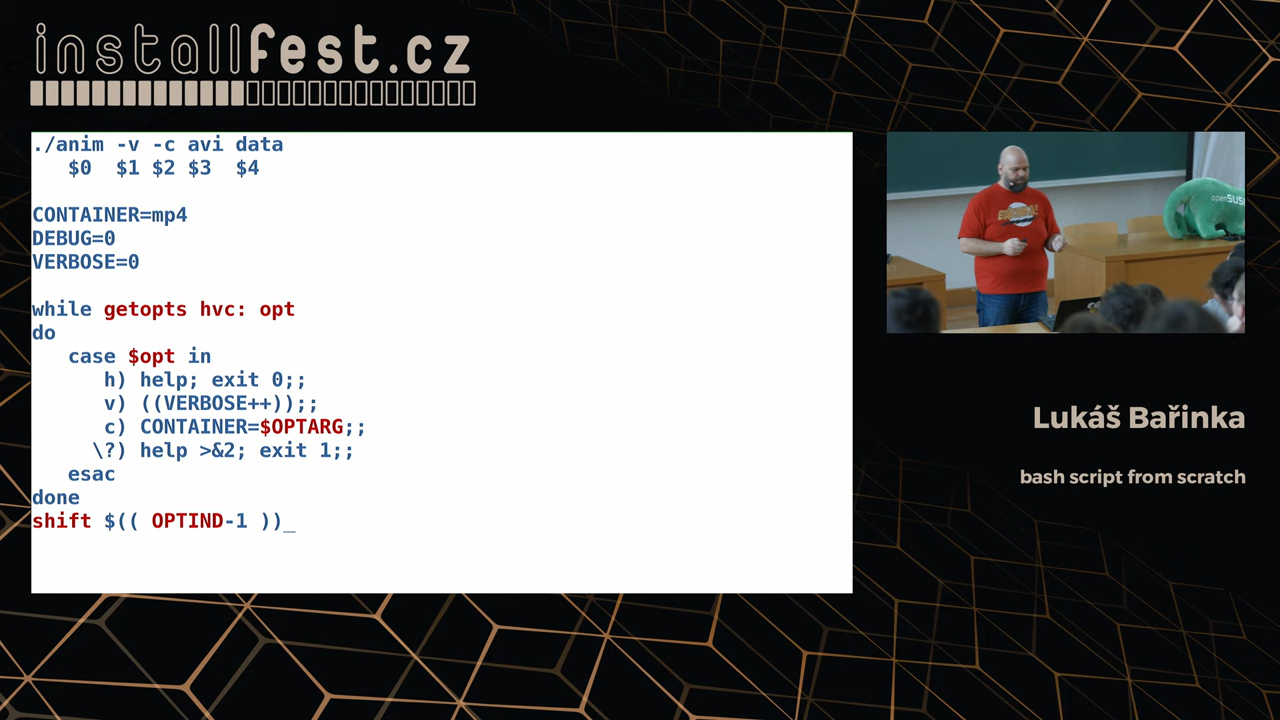 installfest.cz
./anim -v -c avi data
$0 $1 $2 $3 $4
CONTAINER=mp4
DEBUG=0
VERBOSE=0
while getopts hvc: opt
do
case $opt in
h) help; exit 0;;
v) ((VERBOSE++));;
c) CONTAINER=$OPTARG;;
\?) help >&2; exit 1;;
esac
done
shift $(( OPTIND-1 ))_
openSUS
Lukáš Bařinka
bash script from scratch